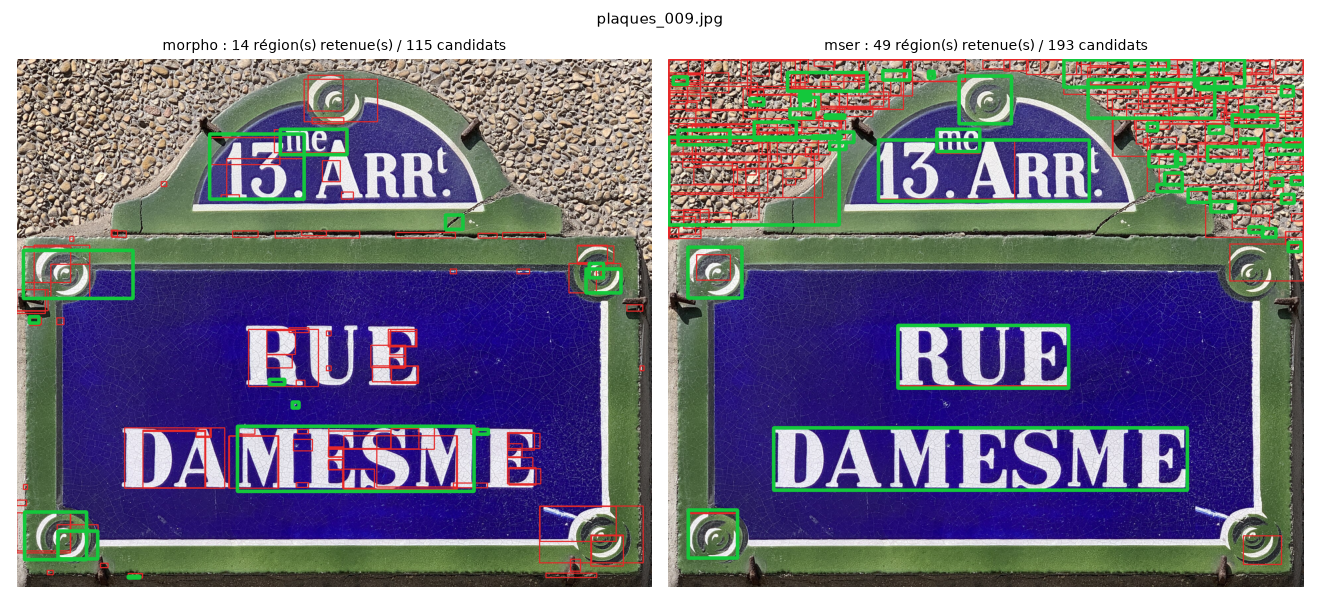 plaques_009.jpg
morpho : 14 région(s) retenue(s) / 115 candidats
mser : 49 région(s) retenue(s) / 193 candidats
13.me ARRt.
RUE
DAMESME
13.me ARRt.
RUE
DAMESME